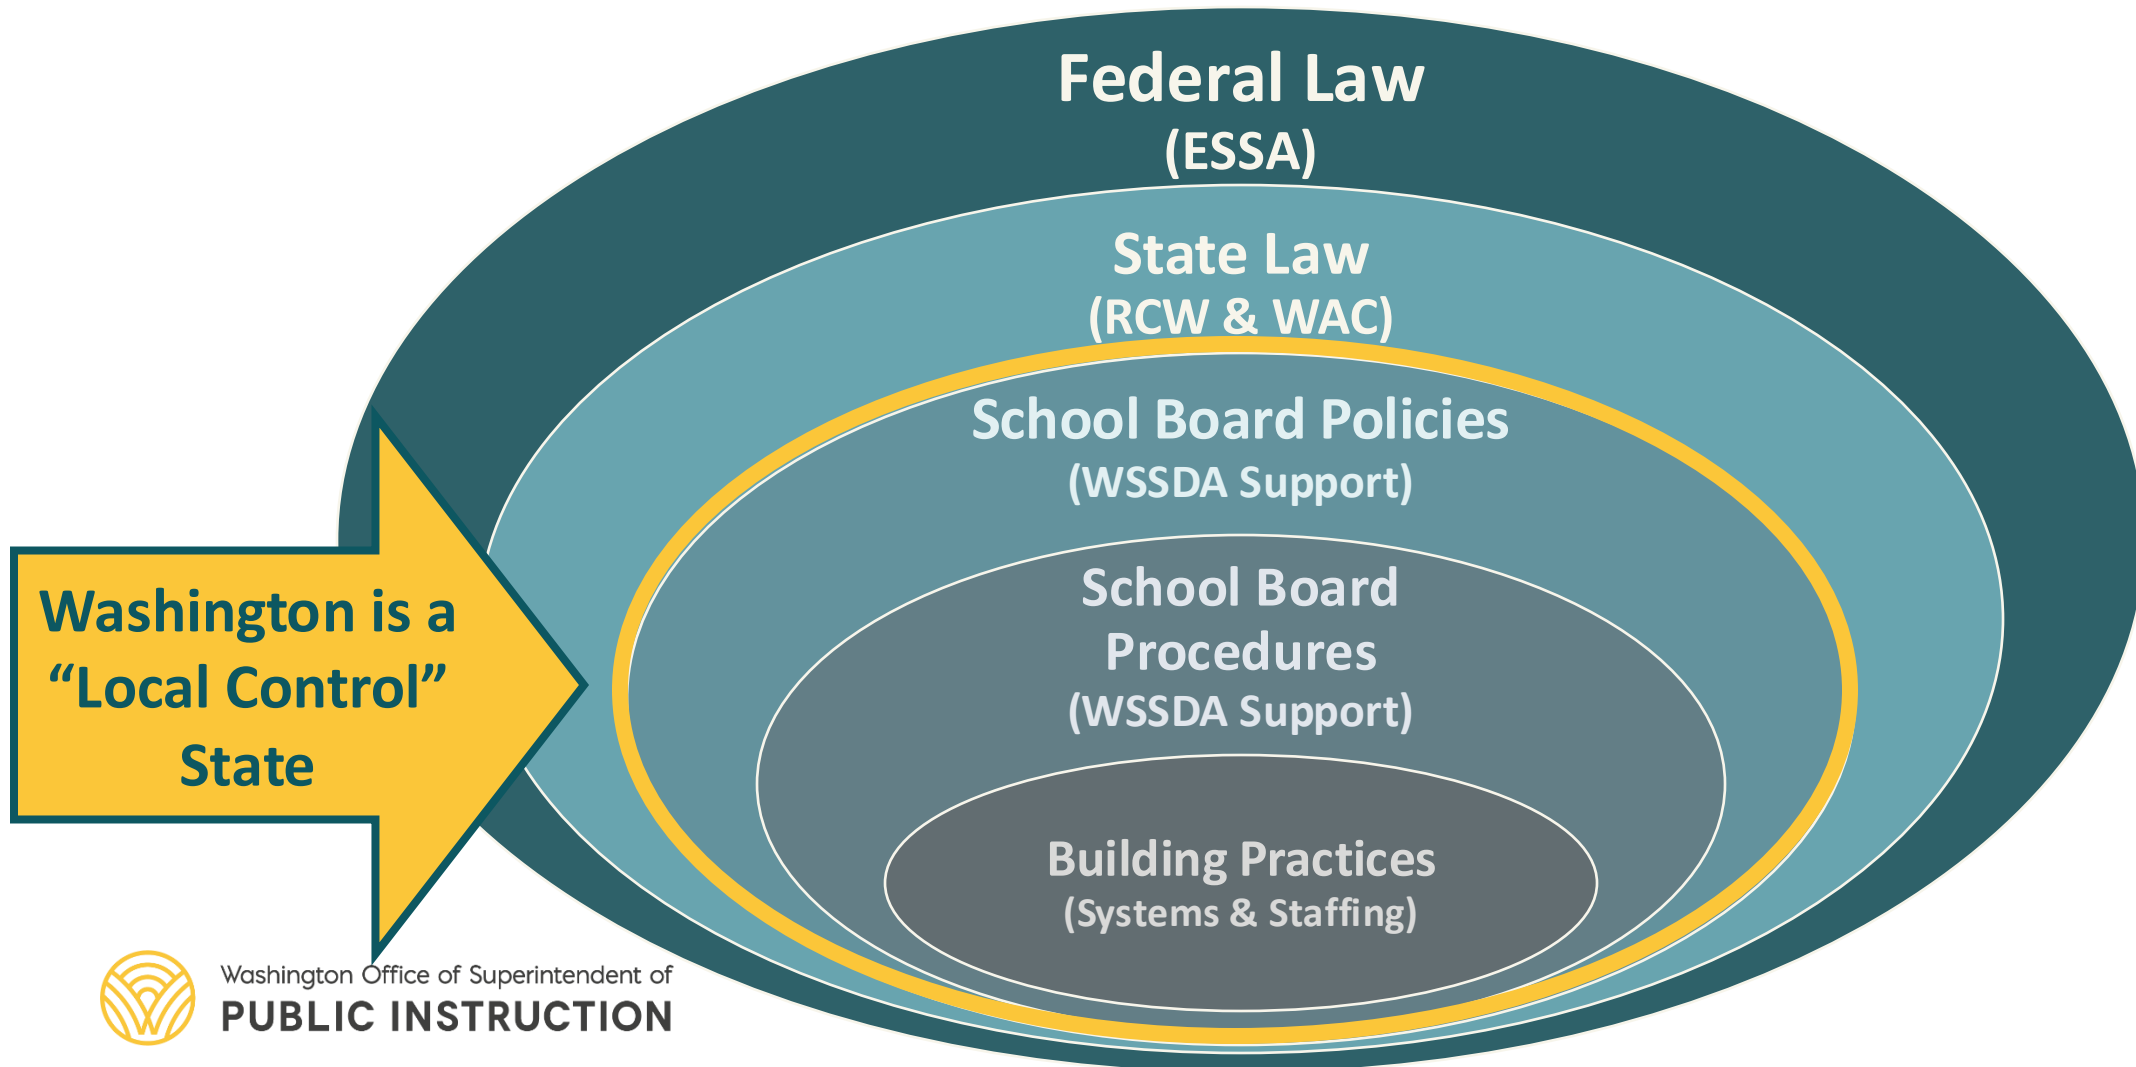 Federal Law
(ESSA)
State Law
(RCW & WAC)
School Board Policies
(WSSDA Support)
School Board
Procedures
(WSSDA Support)
Building Practices
(Systems & Staffing)
Washington is a
“Local Control”
State
Washington Office of Superintendent of
PUBLIC INSTRUCTION